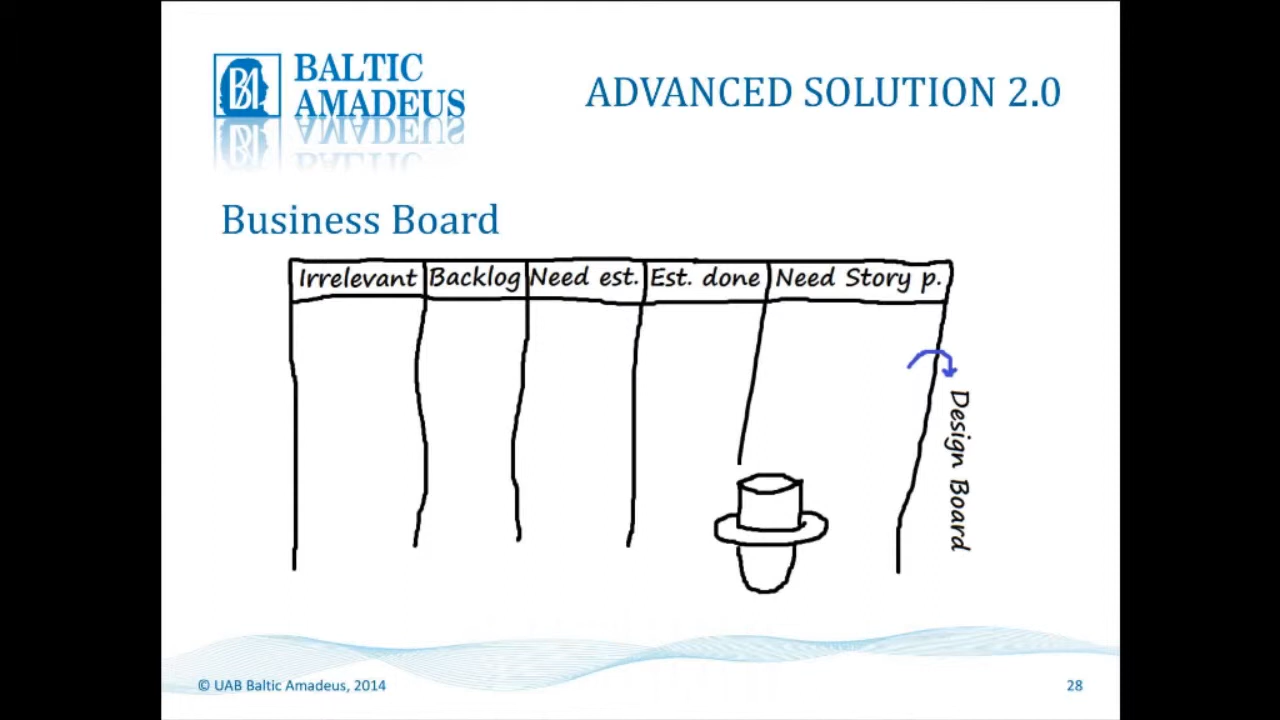 BALTIC
AMADEUS
ADVANCED SOLUTION 2.0
Business Board
Irrelevant Backlog Need est. Est. done Need Story p.
Design Board
© UAB Baltic Amadeus, 2014
28